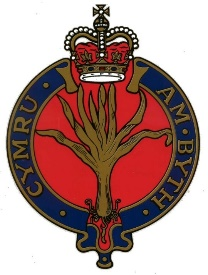 CYMRU · AM · BYTH